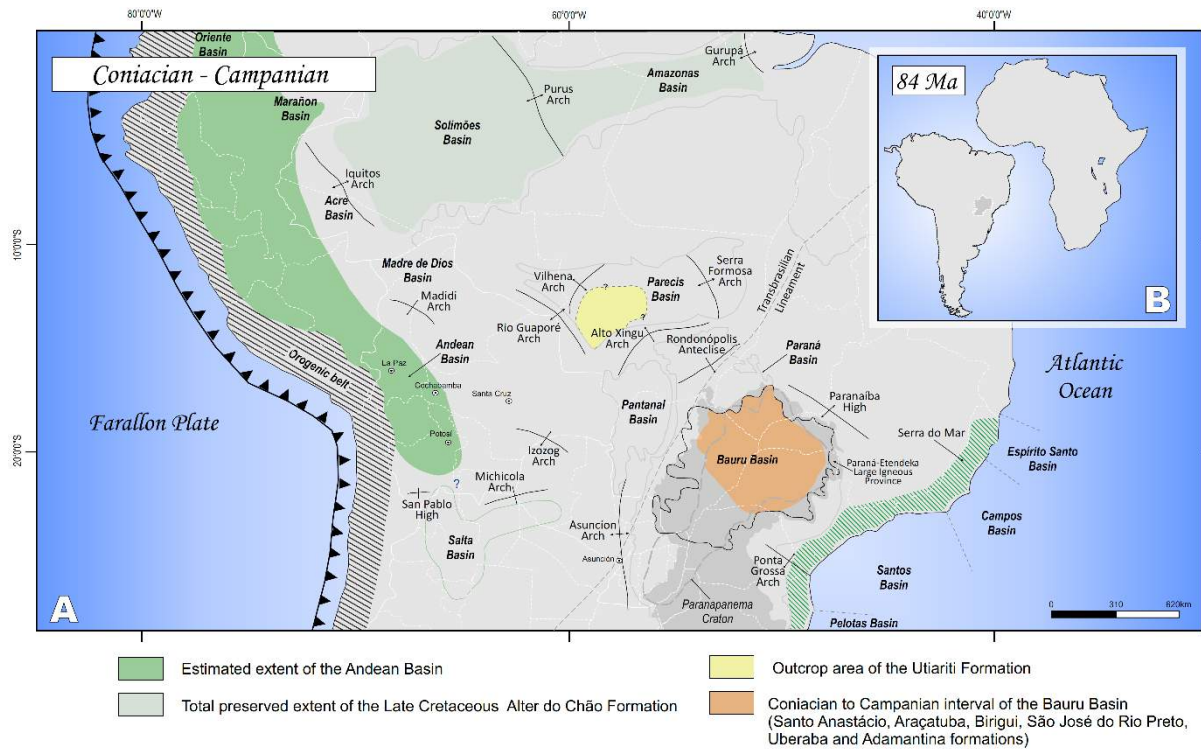 80°0'0"W
60°0'0"W
40°0'0"W
10°0'0"S
20°0'0"S
Coniacian - Campanian
Oriente
Basin
Marañon
Basin
Solimões
Basin
Purus
Arch
Amazonas
Basin
Gurupá
Arch
84 Ma
B
Iquitos
Arch
Acre
Basin
Madre de Dios
Basin
Madidi
Arch
Vilhena
Arch
Parecis
Basin
Serra
Formosa
Arch
Transbrasilian
Lineament
Rio Guaporé
Arch
Alto Xingu
Arch
Rondonópolis
Anteclise
Paraná
Basin
Andean
Basin
La Paz
Cochabamba
Santa Cruz
Potosí
Orogenic belt
Farallon Plate
Atlantic
Ocean
Pantanal
Basin
Paranaíba
High
Serra do Mar
Espírito Santo
Basin
Izozog
Arch
Bauru Basin
Paraná-Etendeka
Large Igneous
Province
Michicola
Arch
?
San Pablo
High
Salta
Basin
Asuncion
Arch
Asunción
Campos
Basin
Ponta
Grossa
Arch
Santos
Basin
Paranapanema
Craton
Pelotas Basin
0 310 620km
A
Estimated extent of the Andean Basin
Total preserved extent of the Late Cretaceous Alter do Chão Formation
Outcrop area of the Utiariti Formation
Coniacian to Campanian interval of the Bauru Basin
(Santo Anastácio, Araçatuba, Birigui, São José do Rio Preto,
Uberaba and Adamantina formations)